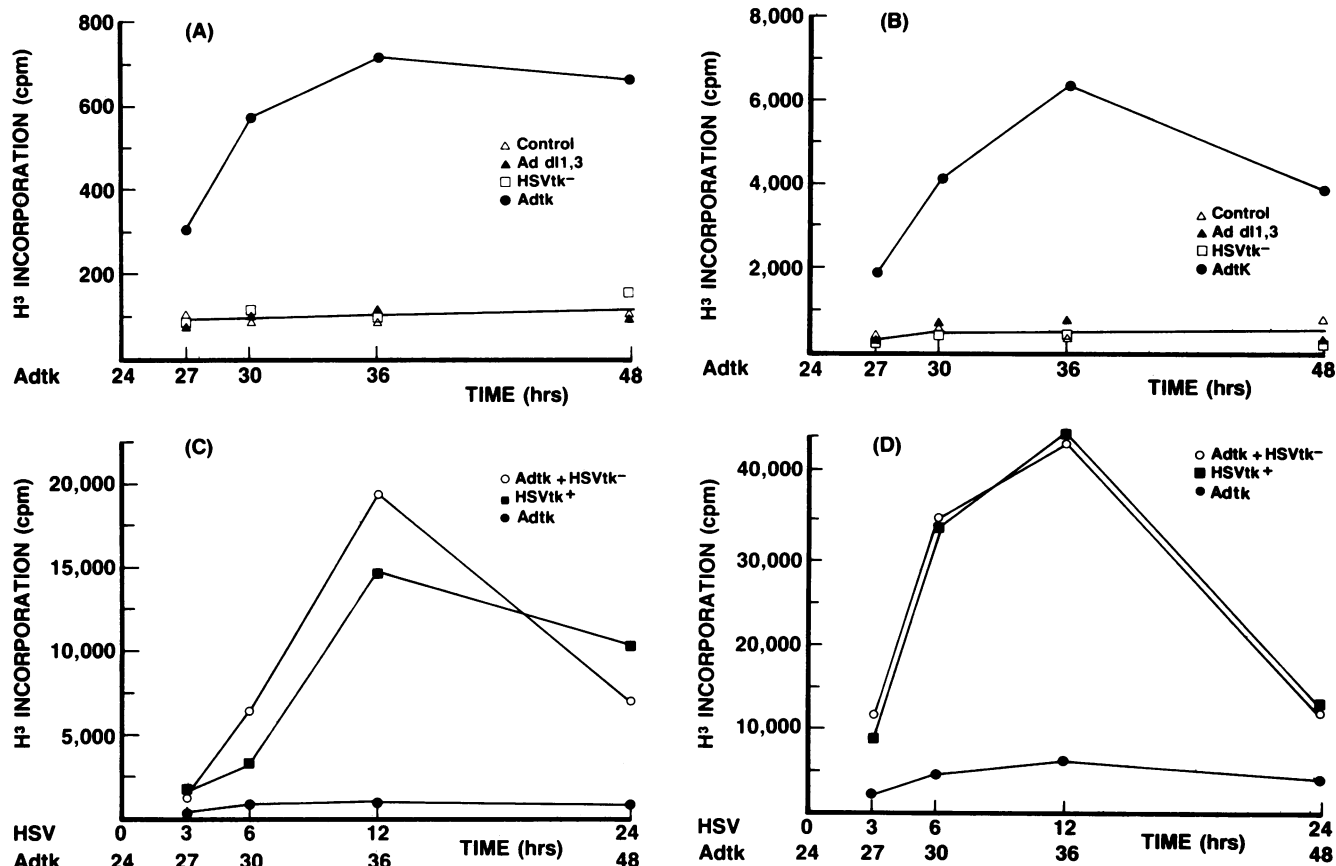 (A)
H³ INCORPORATION (cpm)
800
600
400
200
△ Control
▲ Ad dl1,3
□ HSVtk⁻
● Adtk
Adtk 24 27 30 36 48
TIME (hrs)
(B)
H³ INCORPORATION (cpm)
8,000
6,000
4,000
2,000
△ Control
▲ Ad dl1,3
□ HSVtk⁻
● AdtK
Adtk 24 27 30 36 48
TIME (hrs)
(C)
H³ INCORPORATION (cpm)
20,000
15,000
10,000
5,000
○ Adtk + HSVtk⁻
■ HSVtk⁺
● Adtk
HSV 0 3 6 12 24
TIME (hrs)
Adtk 24 27 30 36 48
(D)
H³ INCORPORATION (cpm)
40,000
30,000
20,000
10,000
○ Adtk + HSVtk⁻
■ HSVtk⁺
● Adtk
HSV 0 3 6 12 24
TIME (hrs)
Adtk 24 27 30 36 48